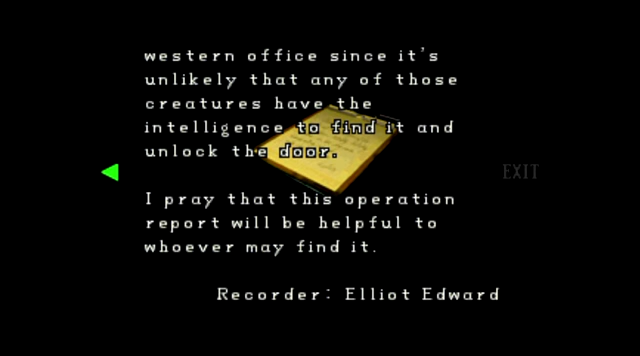 western office since it's
unlikely that any of those
creatures have the
intelligence to find it and
unlock the door.
I pray that this operation
report will be helpful to
whoever may find it.
Recorder: Elliot Edward
EXIT